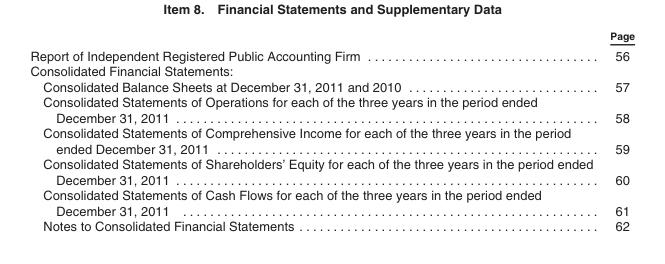 Item 8. Financial Statements and Supplementary Data
Page
Report of Independent Registered Public Accounting Firm . . . . . . . . . . . . . . . . . . . . . . . . . . . . . . . . . . 56
Consolidated Financial Statements:
Consolidated Balance Sheets at December 31, 2011 and 2010 . . . . . . . . . . . . . . . . . . . . . . . . . . . . 57
Consolidated Statements of Operations for each of the three years in the period ended
December 31, 2011 . . . . . . . . . . . . . . . . . . . . . . . . . . . . . . . . . . . . . . . . . . . . . . . . . . . . . . . . . . . . . . 58
Consolidated Statements of Comprehensive Income for each of the three years in the period
ended December 31, 2011 . . . . . . . . . . . . . . . . . . . . . . . . . . . . . . . . . . . . . . . . . . . . . . . . . . . . . . . . 59
Consolidated Statements of Shareholders’ Equity for each of the three years in the period ended
December 31, 2011 . . . . . . . . . . . . . . . . . . . . . . . . . . . . . . . . . . . . . . . . . . . . . . . . . . . . . . . . . . . . . . 60
Consolidated Statements of Cash Flows for each of the three years in the period ended
December 31, 2011 . . . . . . . . . . . . . . . . . . . . . . . . . . . . . . . . . . . . . . . . . . . . . . . . . . . . . . . . . . . . . 61
Notes to Consolidated Financial Statements . . . . . . . . . . . . . . . . . . . . . . . . . . . . . . . . . . . . . . . . . . . . 62